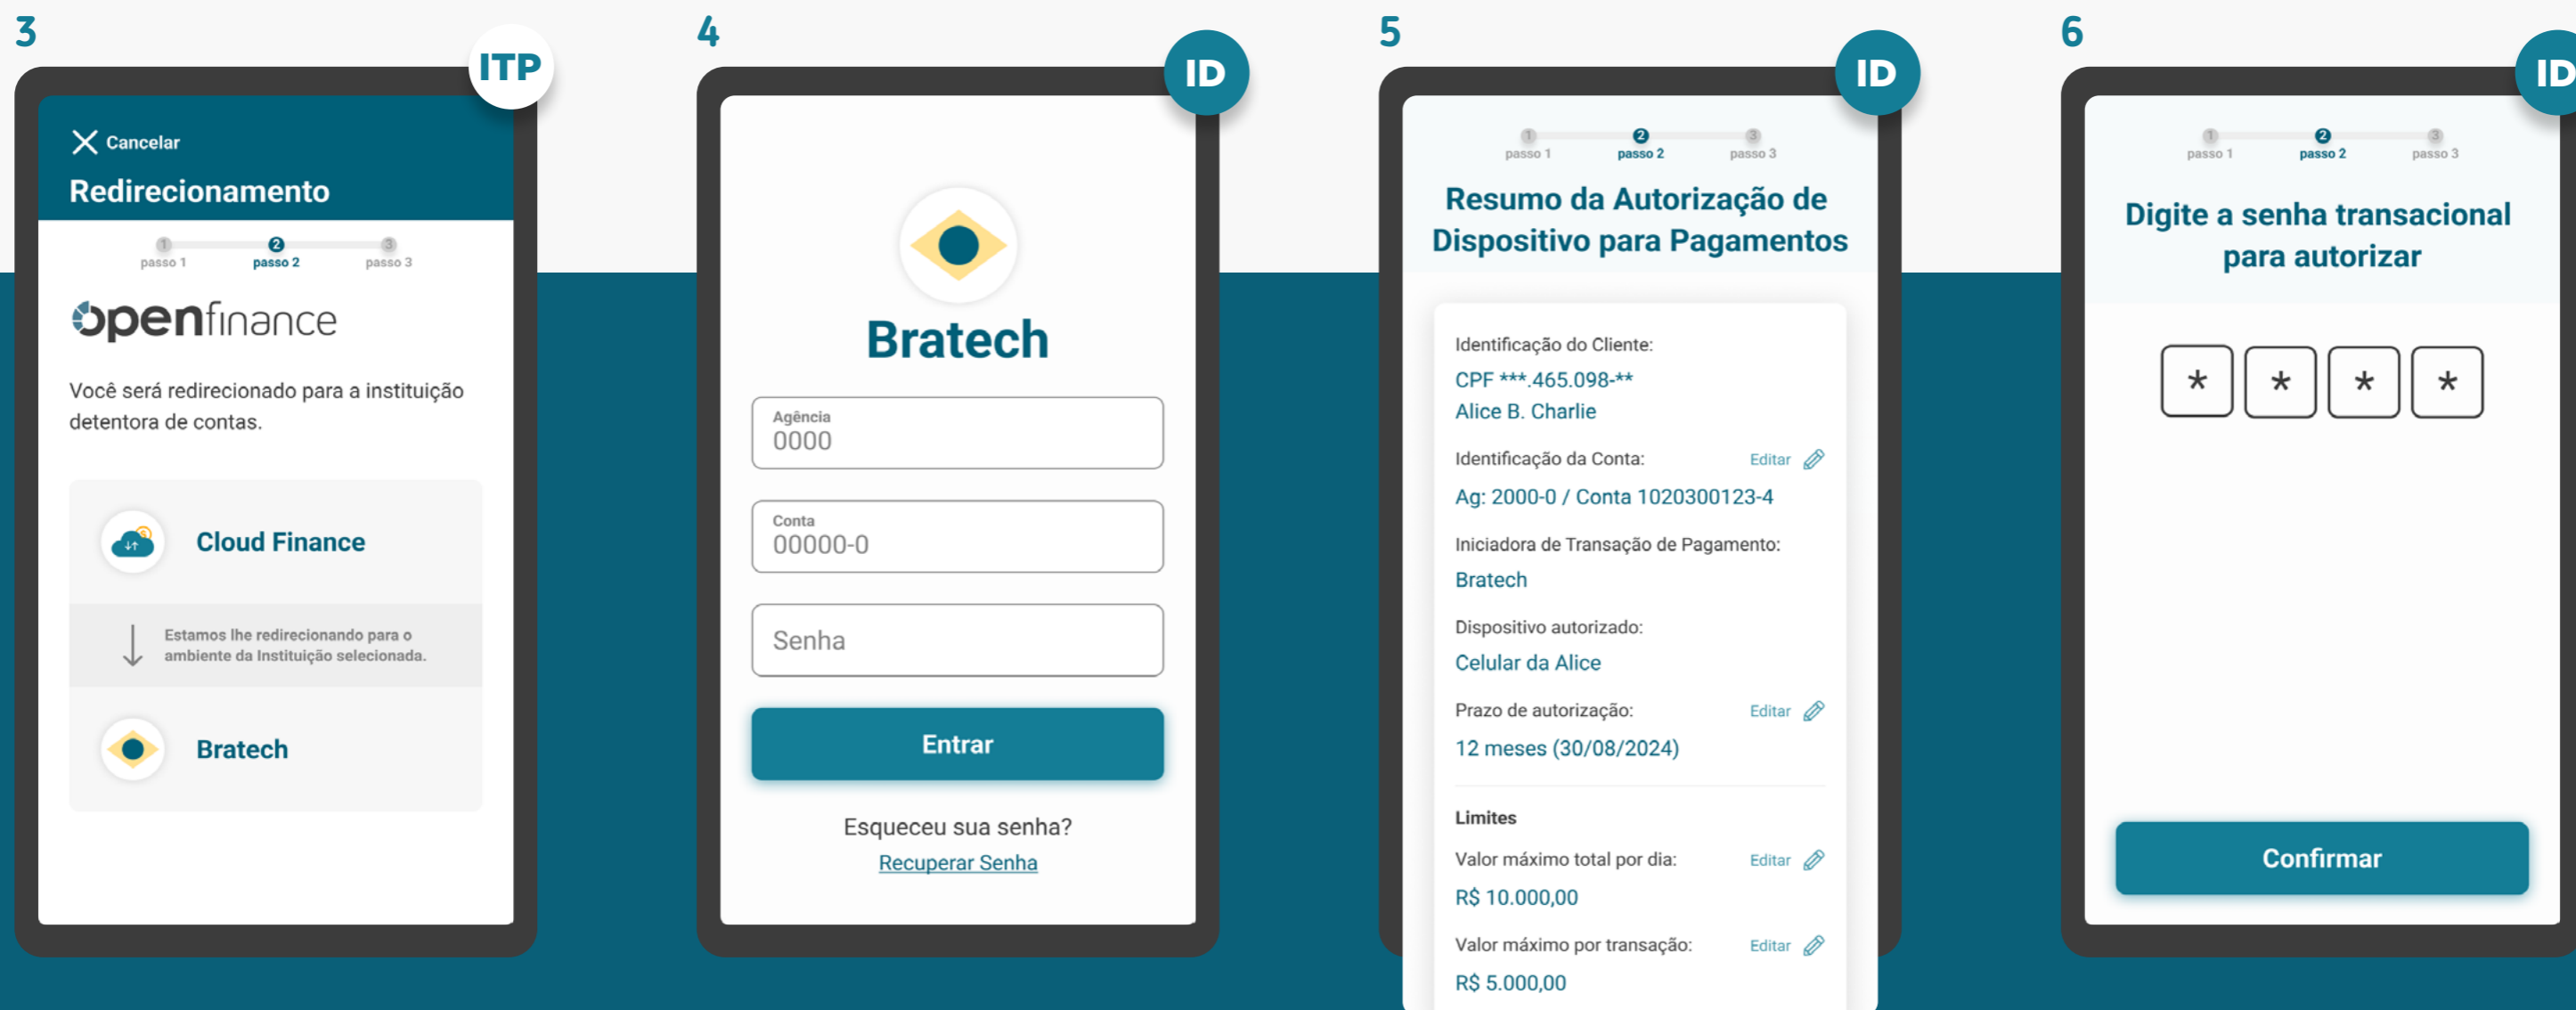 3
ITP
Cancelar
Redirecionamento
1 2 3
passo 1 passo 2 passo 3
openfinance
Você será redirecionado para a instituição
detentora de contas.
Cloud Finance
Estamos lhe redirecionando para o
ambiente da Instituição selecionada.
Bratech
4
ID
Bratech
Agência
0000
Conta
00000-0
Senha
Entrar
Esqueceu sua senha?
Recuperar Senha
5
ID
1 2 3
passo 1 passo 2 passo 3
Resumo da Autorização de
Dispositivo para Pagamentos
Identificação do Cliente:
CPF ***.465.098-**
Alice B. Charlie
Identificação da Conta: Editar
Ag: 2000-0 / Conta 1020300123-4
Iniciadora de Transação de Pagamento:
Bratech
Dispositivo autorizado:
Celular da Alice
Prazo de autorização: Editar
12 meses (30/08/2024)
Limites
Valor máximo total por dia: Editar
R$ 10.000,00
Valor máximo por transação: Editar
R$ 5.000,00
6
ID
1 2 3
passo 1 passo 2 passo 3
Digite a senha transacional
para autorizar
* * * *
Confirmar